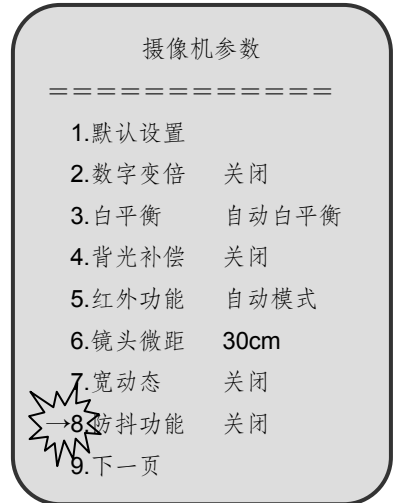 摄像机参数
============
1.默认设置
2.数字变倍 关闭
3.白平衡 自动白平衡
4.背光补偿 关闭
5.红外功能 自动模式
6.镜头微距 30cm
7.宽动态 关闭
→8.防抖功能 关闭
9.下一页